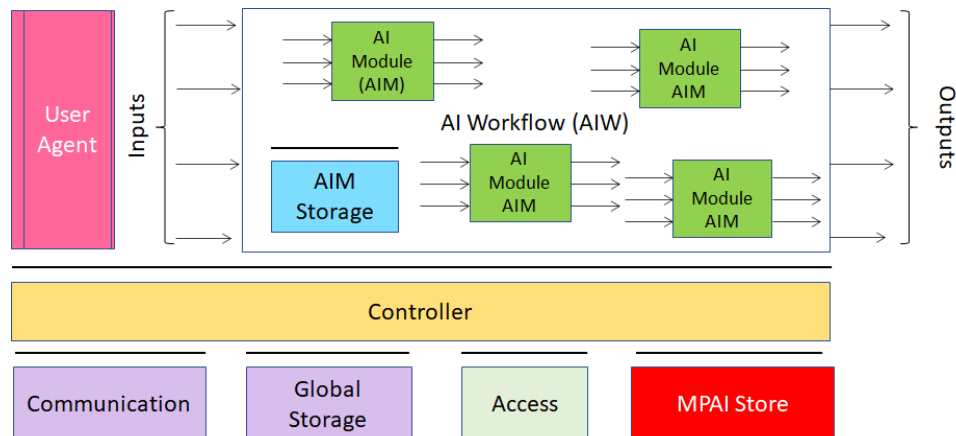 User
Agent
Inputs
AI
Module
(AIM)
AI
Module
AIM
AI Workflow (AIW)
AIM
Storage
AI
Module
AIM
AI
Module
AIM
Outputs
Controller
Communication
Global
Storage
Access
MPAI Store